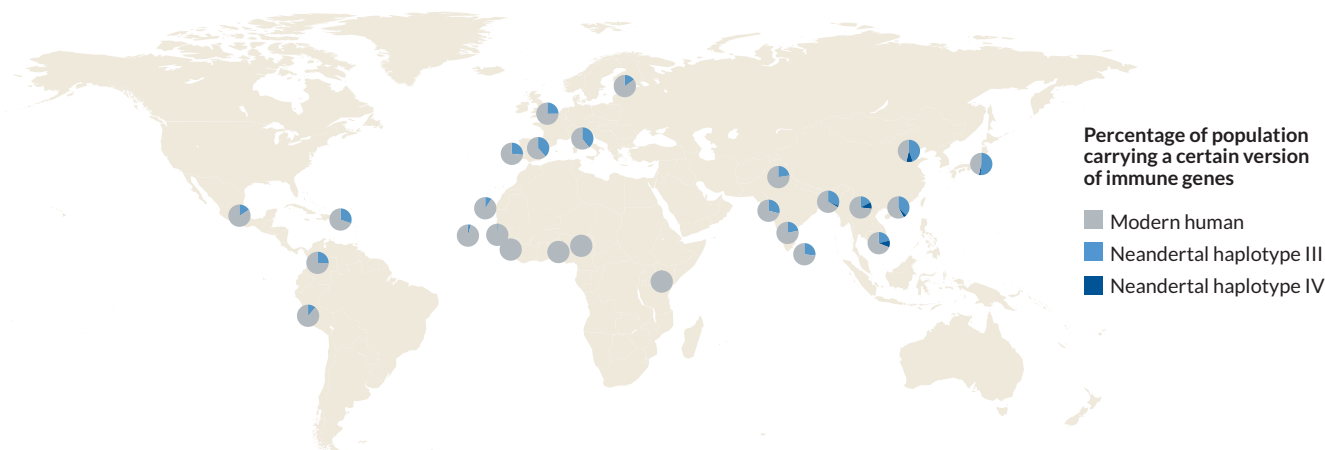 Percentage of population
carrying a certain version
of immune genes
Modern human
Neandertal haplotype III
Neandertal haplotype IV